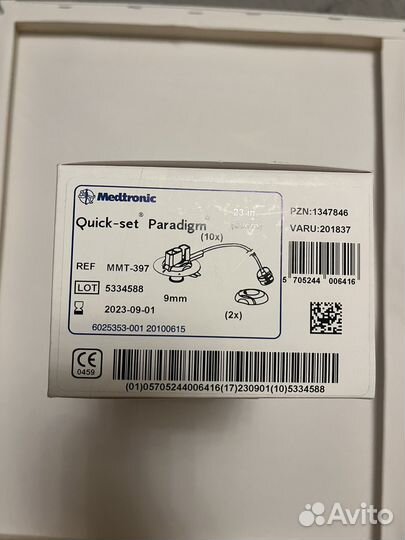 Medtronic
Quick-set® Paradigm®
23 in
(10x)
PZN:1347846
VARU:201837
REF MMT-397
LOT 5334588
2023-09-01
9mm
(2x)
5 705244 006416
6025353-001 20100615
CE
0459
(01)05705244006416(17)230901(10)5334588
Avito